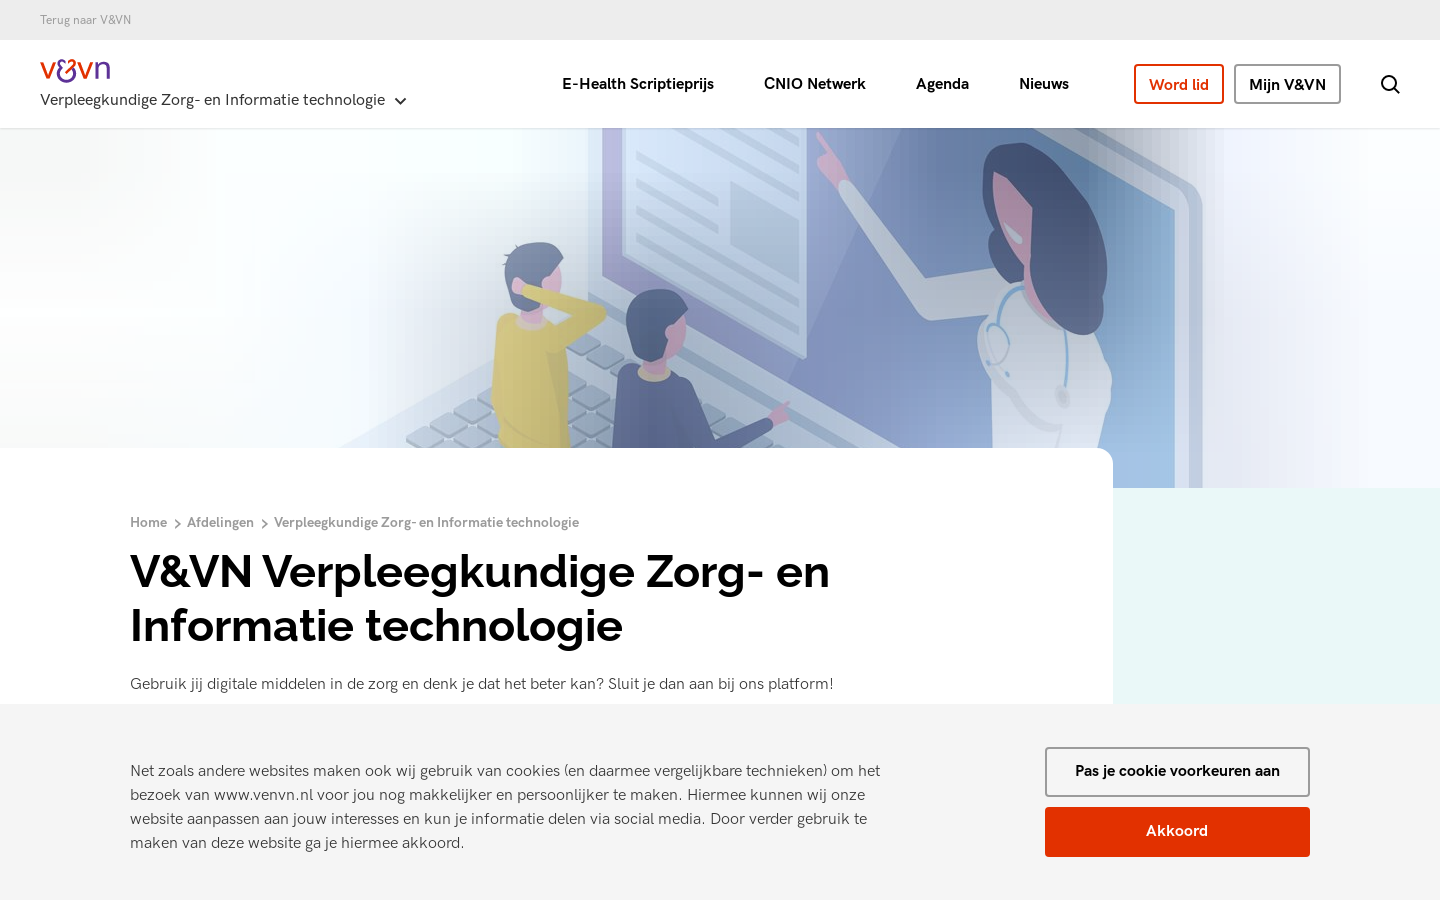 Terug naar V&VN
v&vn
Verpleegkundige Zorg- en Informatie technologie
E-Health Scriptieprijs
CNIO Netwerk
Agenda
Nieuws
Word lid
Mijn V&VN
Home
Afdelingen
Verpleegkundige Zorg- en Informatie technologie
V&VN Verpleegkundige Zorg- en
Informatie technologie
Gebruik jij digitale middelen in de zorg en denk je dat het beter kan? Sluit je dan aan bij ons platform!
Net zoals andere websites maken ook wij gebruik van cookies (en daarmee vergelijkbare technieken) om het
bezoek van www.venvn.nl voor jou nog makkelijker en persoonlijker te maken. Hiermee kunnen wij onze
website aanpassen aan jouw interesses en kun je informatie delen via social media. Door verder gebruik te
maken van deze website ga je hiermee akkoord.
Pas je cookie voorkeuren aan
Akkoord